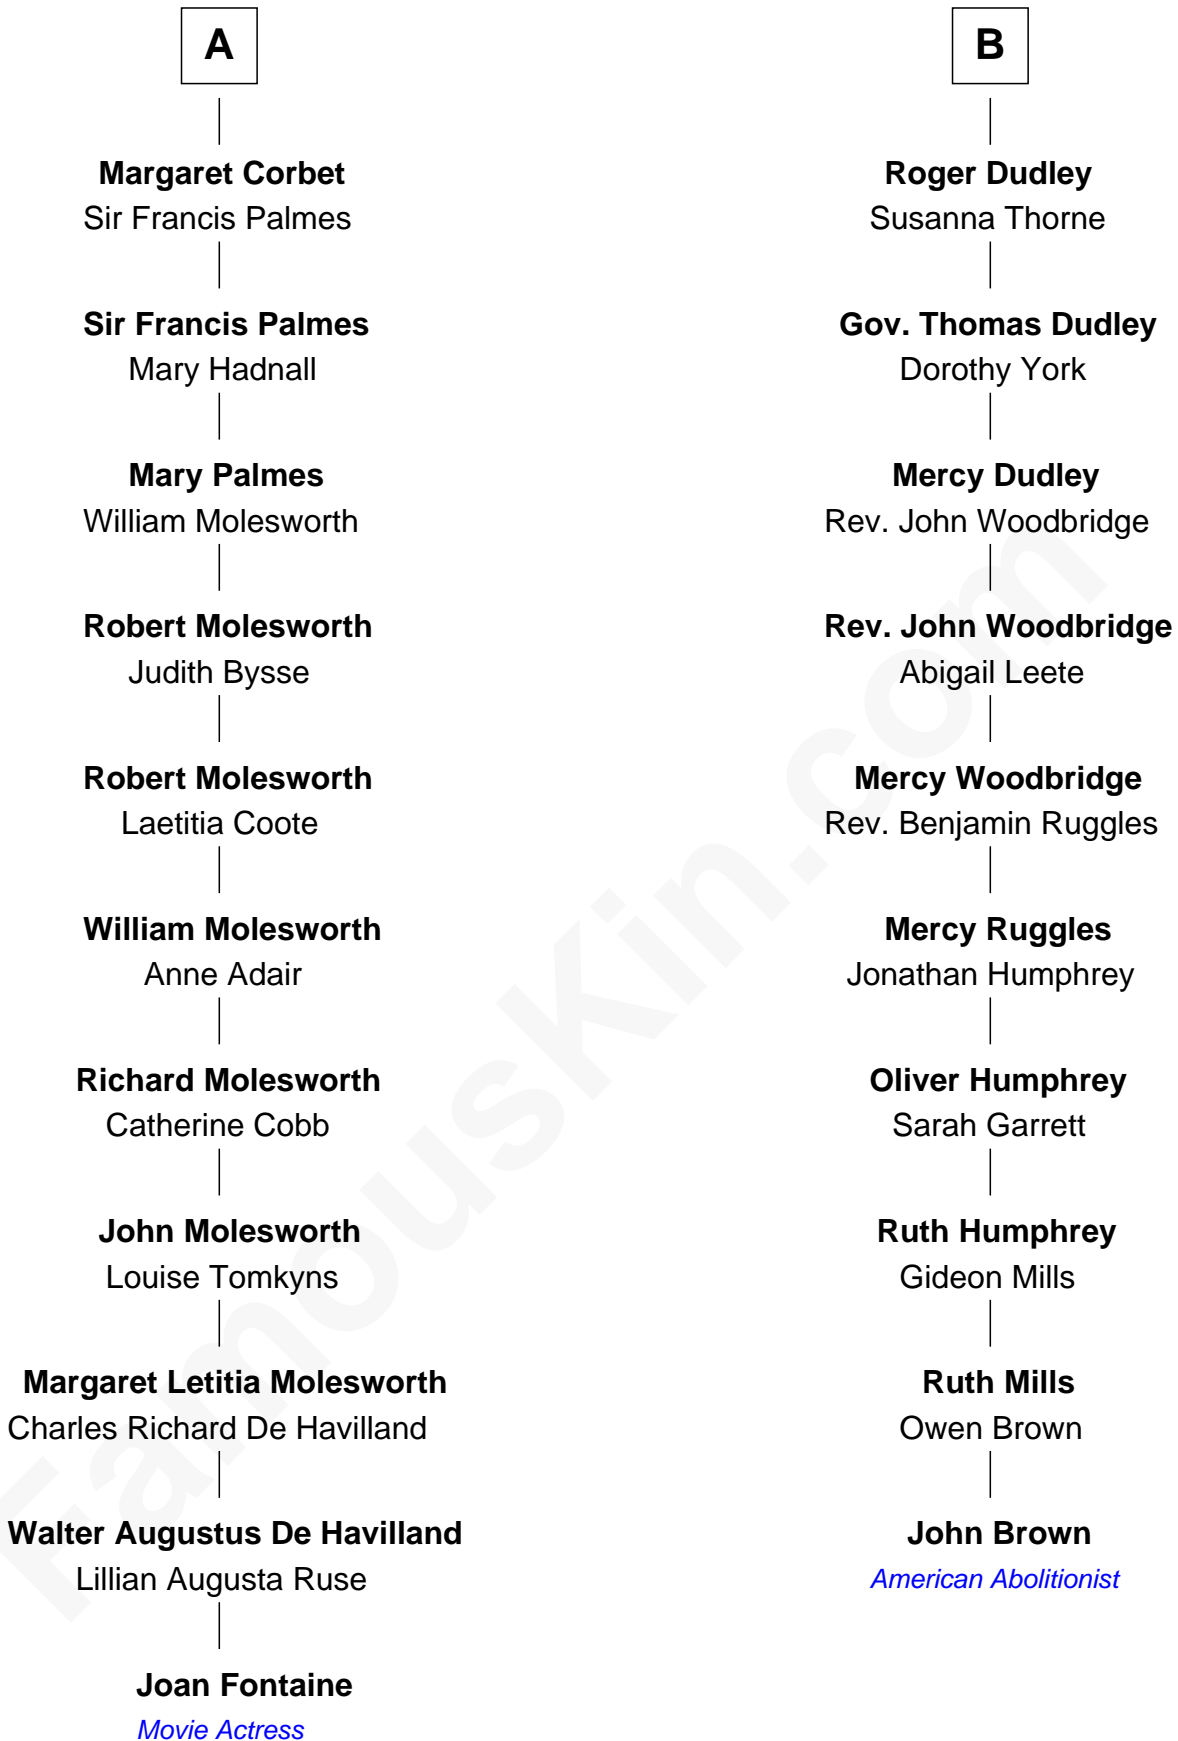 A
Margaret Corbet
Sir Francis Palmes
Sir Francis Palmes
Mary Hadnall
Mary Palmes
William Molesworth
Robert Molesworth
Judith Bysse
Robert Molesworth
Laetitia Coote
William Molesworth
Anne Adair
Richard Molesworth
Catherine Cobb
John Molesworth
Louise Tomkyns
Margaret Letitia Molesworth
Charles Richard De Havilland
Walter Augustus De Havilland
Lillian Augusta Ruse
Joan Fontaine
Movie Actress
B
Roger Dudley
Susanna Thorne
Gov. Thomas Dudley
Dorothy York
Mercy Dudley
Rev. John Woodbridge
Rev. John Woodbridge
Abigail Leete
Mercy Woodbridge
Rev. Benjamin Ruggles
Mercy Ruggles
Jonathan Humphrey
Oliver Humphrey
Sarah Garrett
Ruth Humphrey
Gideon Mills
Ruth Mills
Owen Brown
John Brown
American Abolitionist
FamousKin.com